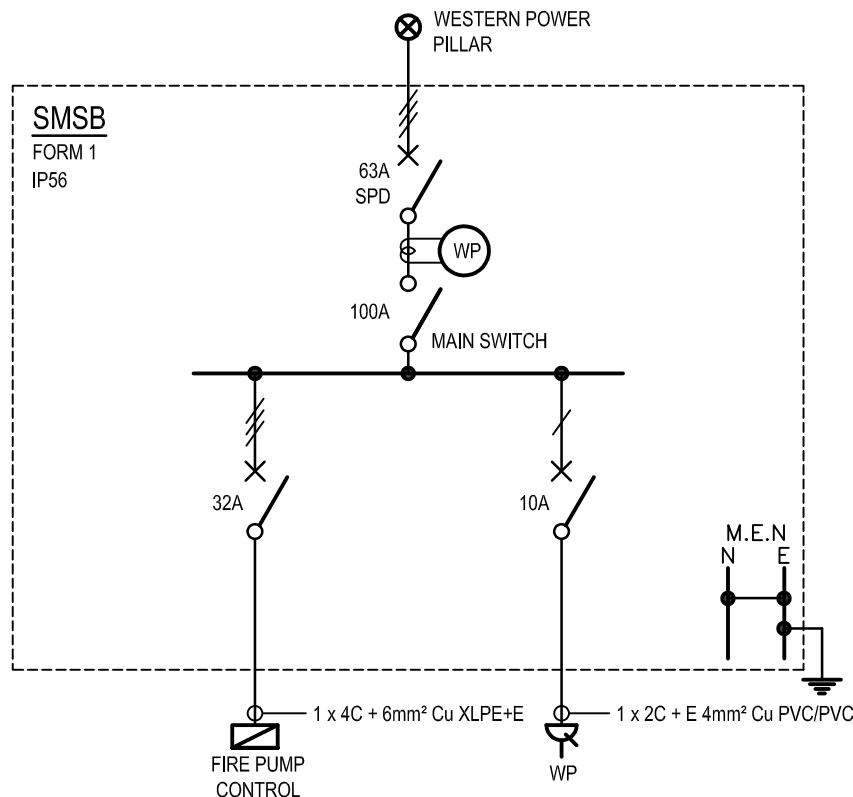 WESTERN POWER
PILLAR
SMSB
FORM 1
IP56
63A
SPD
WP
100A
MAIN SWITCH
32A
10A
M.E.N
N E
1 x 4C + 6mm² Cu XLPE+E
1 x 2C + E 4mm² Cu PVC/PVC
FIRE PUMP
CONTROL
WP